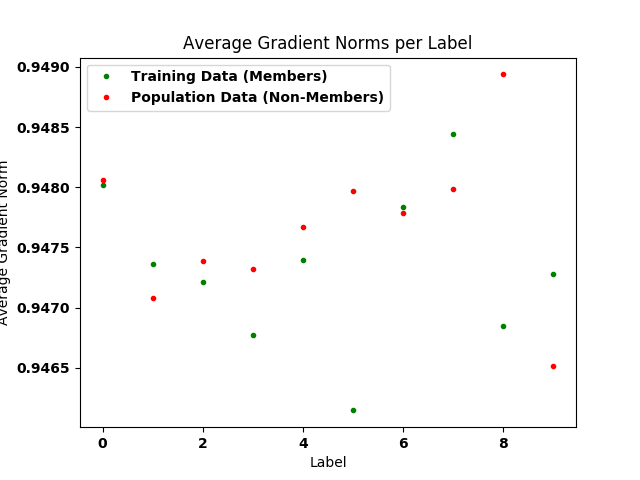 Average Gradient Norms per Label
Training Data (Members)
Population Data (Non-Members)
0.9490
0.9485
0.9480
0.9475
0.9470
0.9465
Average Gradient Norm
0
2
4
6
8
Label